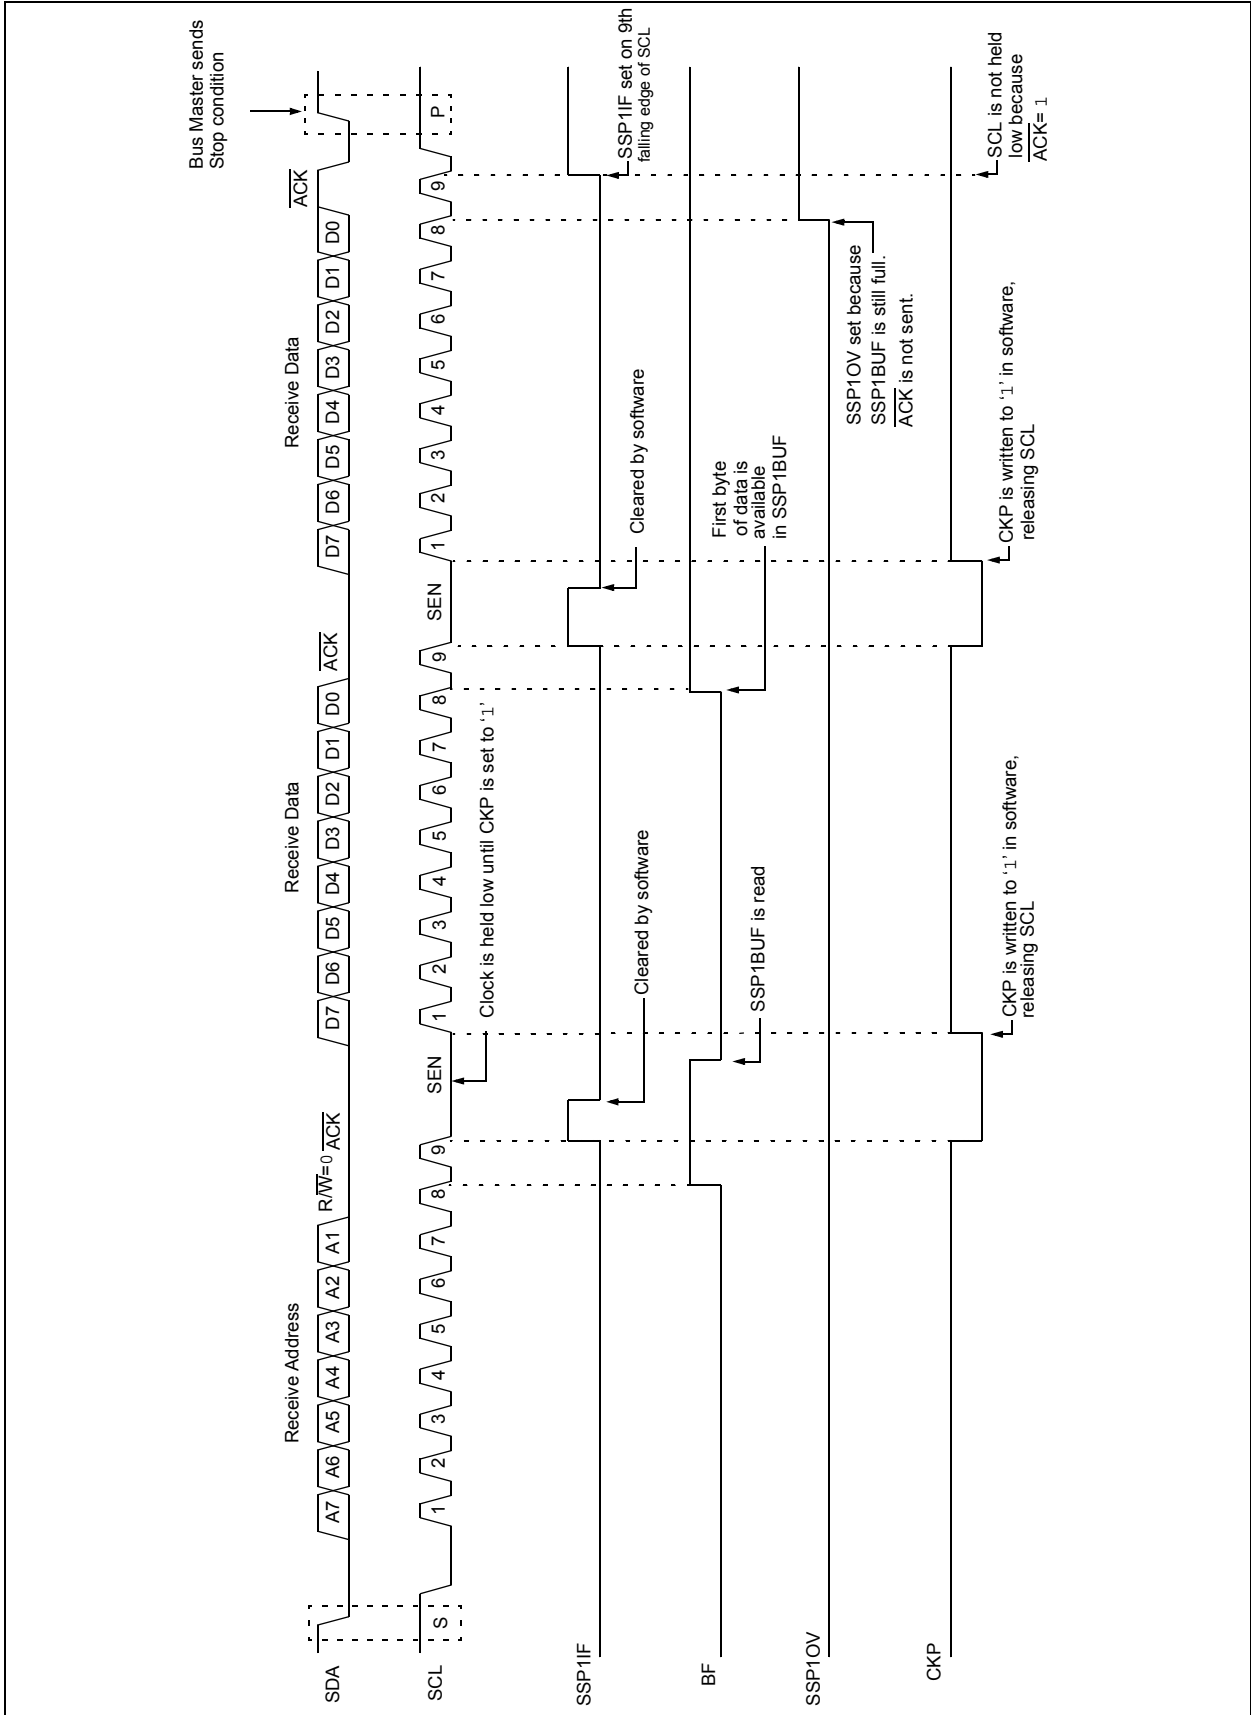 Bus Master sends
Stop condition
Receive Address
Receive Data
Receive Data
SDA
A7 A6 A5 A4 A3 A2 A1
R/W=0 ACK
D7 D6 D5 D4 D3 D2 D1 D0
ACK
D7 D6 D5 D4 D3 D2 D1 D0
ACK
SCL
S
1 2 3 4 5 6 7 8 9
SEN
1 2 3 4 5 6 7 8 9
SEN
1 2 3 4 5 6 7 8 9
P
Clock is held low until CKP is set to ‘1’
SSP1IF
Cleared by software
Cleared by software
SSP1IF set on 9th
falling edge of SCL
BF
SSP1BUF is read
First byte
of data is
available
in SSP1BUF
SSP1OV
SSP1OV set because
SSP1BUF is still full.
ACK is not sent.
CKP
CKP is written to ‘1’ in software,
releasing SCL
CKP is written to ‘1’ in software,
releasing SCL
SCL is not held
low because
ACK= 1